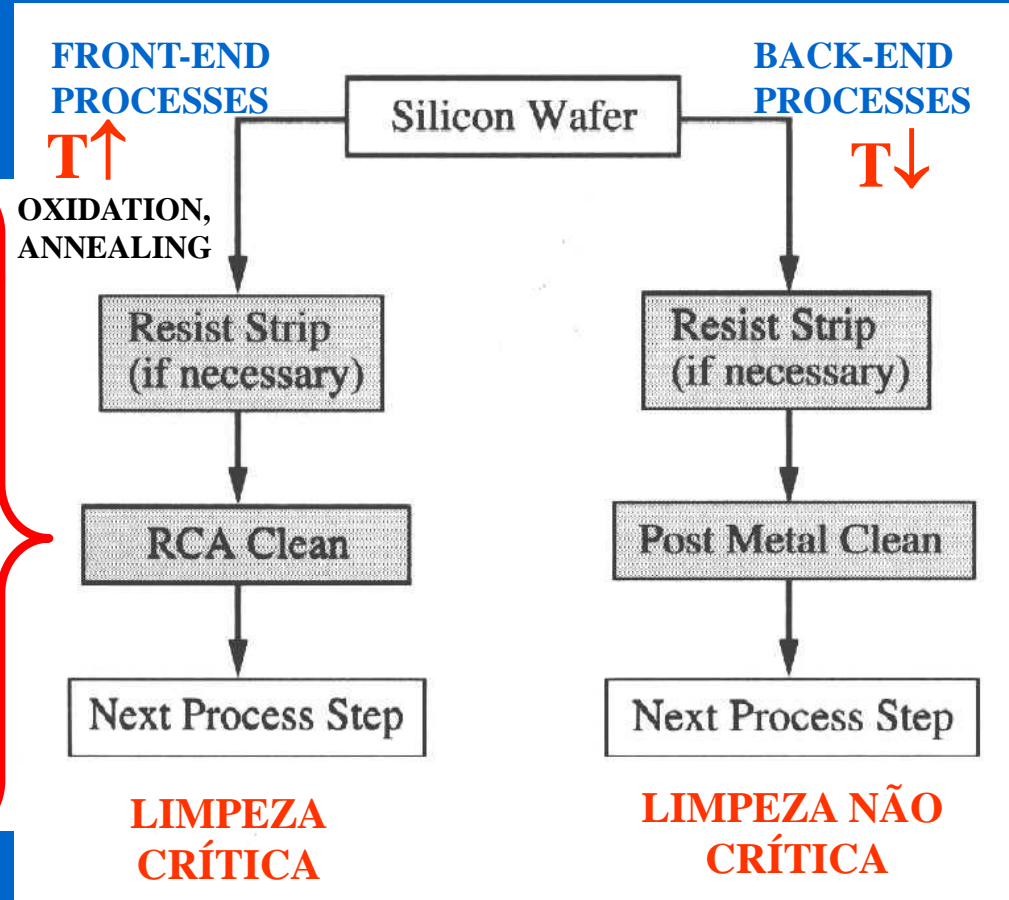 FRONT-END
PROCESSES
T↑
OXIDATION,
ANNEALING
Silicon Wafer
BACK-END
PROCESSES
T↓
Resist Strip
(if necessary)
RCA Clean
Next Process Step
LIMPEZA
CRÍTICA
Resist Strip
(if necessary)
Post Metal Clean
Next Process Step
LIMPEZA NÃO
CRÍTICA